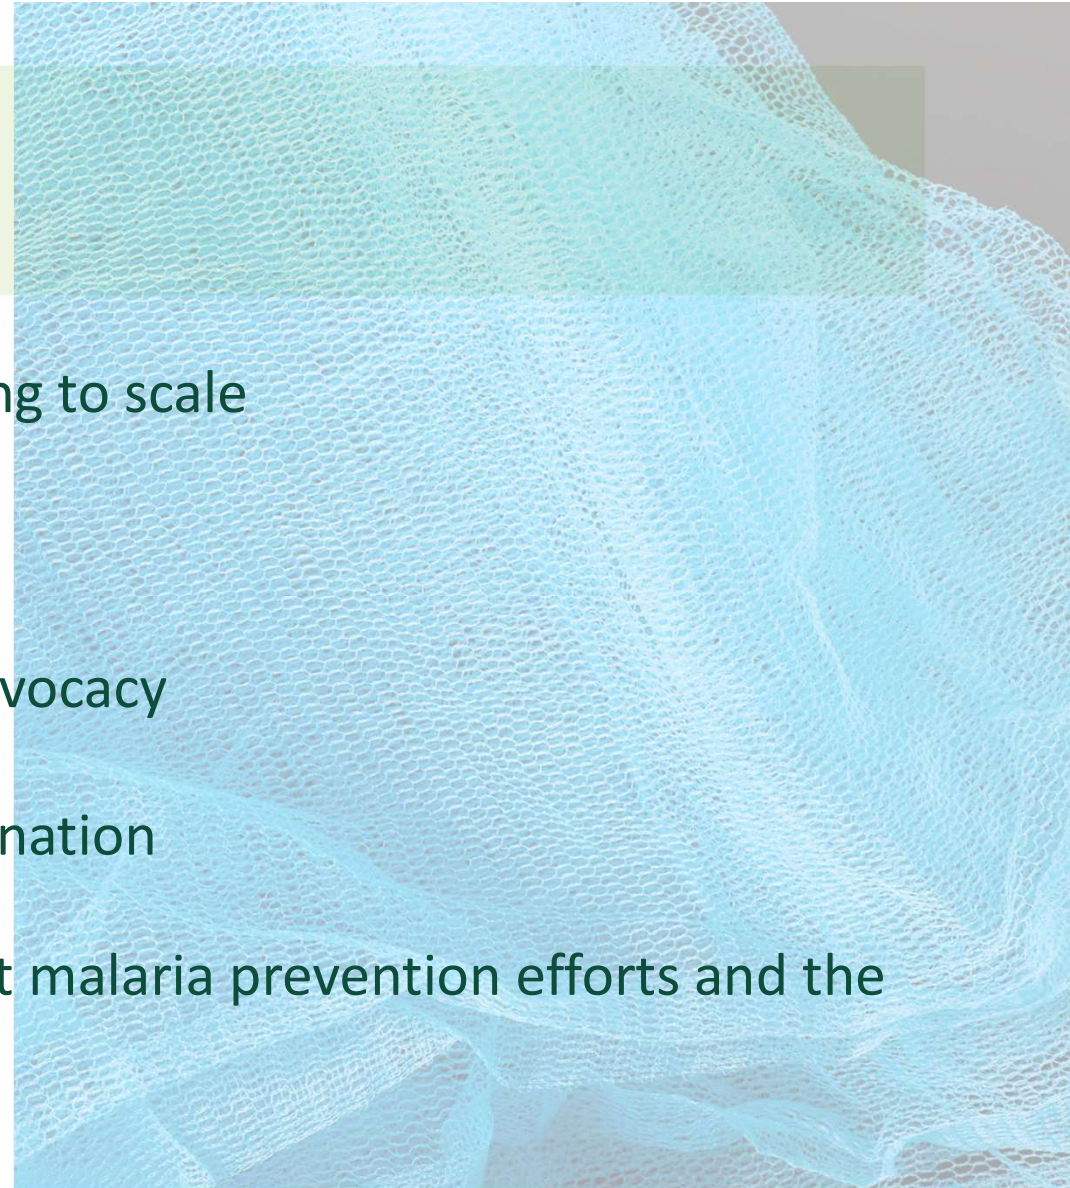 ng to scale
vocacy
nation
t malaria prevention efforts and the